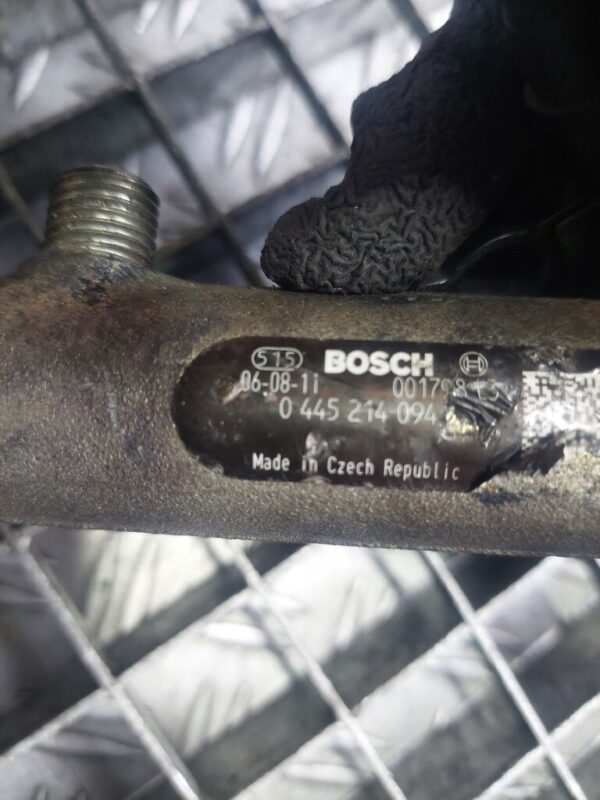 515 BOSCH
06-08-11
0 445 214 094
Made in Czech Republic